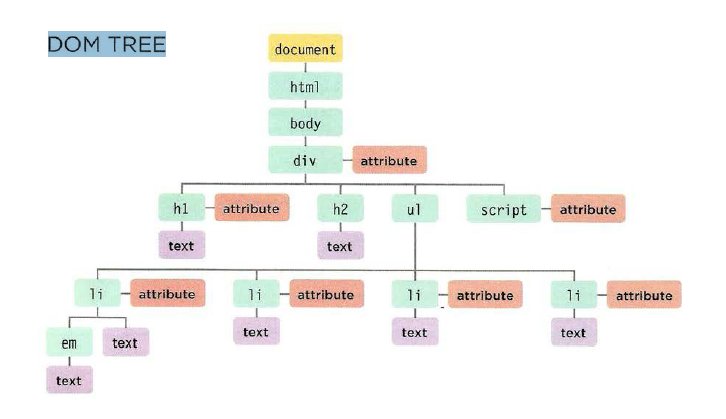 DOM TREE
document
html
body
div attribute
h1 attribute h2 ul script attribute
text text
li attribute li attribute li attribute li attribute
em text text text text
text